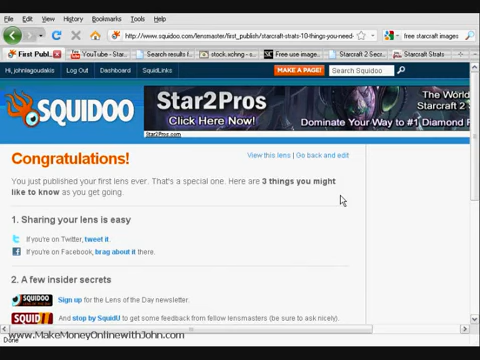 Edit View History Bookmarks Tools Help
http://www.squidoo.com/lensmaster/first_publish/starcraft-stats-10-things-you-need-
free starcraft images
First Publ...
YouTube - Star...
Search results f...
stock.xchng - S...
Free use image...
Starcraft 2 Secr...
Starcraft Stats
Hi, johnlagoudakis Log Out Dashboard SquidLinks MAKE A PAGE! Search Squidoo
SQUIDOO
Star2Pros
Click Here Now!
The World
Starcraft 2
Dominate Your Way to #1 Diamond
Star2Pros.com
Congratulations!
View this lens | Go back and edit
You just published your first lens ever. That's a special one. Here are 3 things you might
like to know as you get going.
1. Sharing your lens is easy
If you're on Twitter, tweet it.
If you're on Facebook, brag about it there.
2. A few insider secrets
SQUIDOO Sign up for the Lens of the Day newsletter.
SQUID And stop by SquidU to get some feedback from fellow lensmasters (be sure to ask nicely).
www.MakeMoneyOnlinewithJohn.com
Done